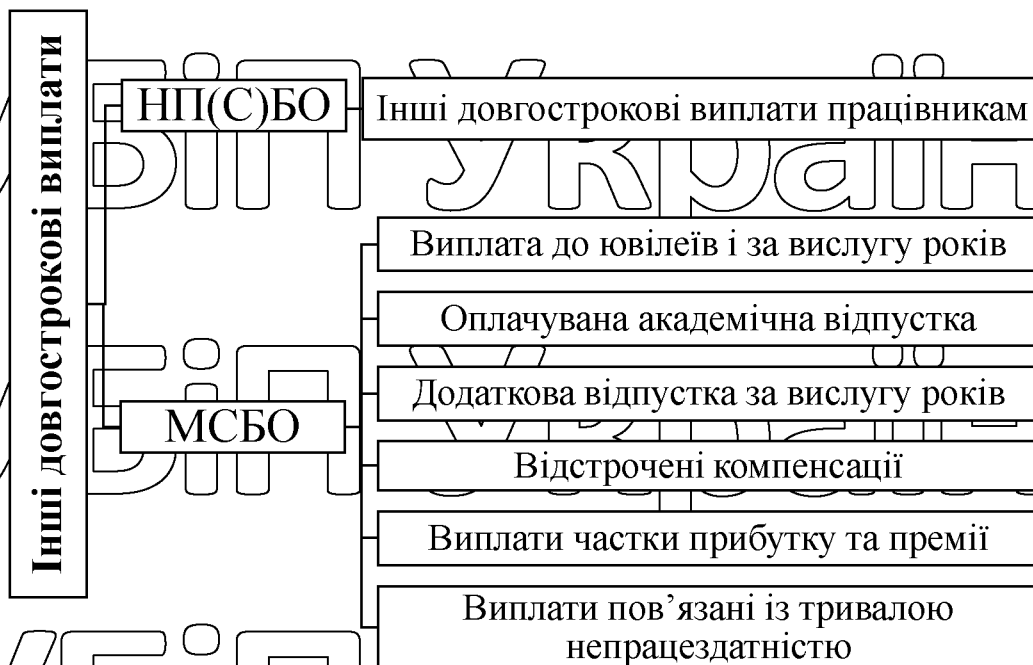 Інші довгострокові виплати
НП(С)БО
Інші довгострокові виплати працівникам
МСБО
Виплата до ювілеїв і за вислугу років
Оплачувана академічна відпустка
Додаткова відпустка за вислугу років
Відстрочені компенсації
Виплати частки прибутку та премії
Виплати пов’язані із тривалою
непрацездатністю